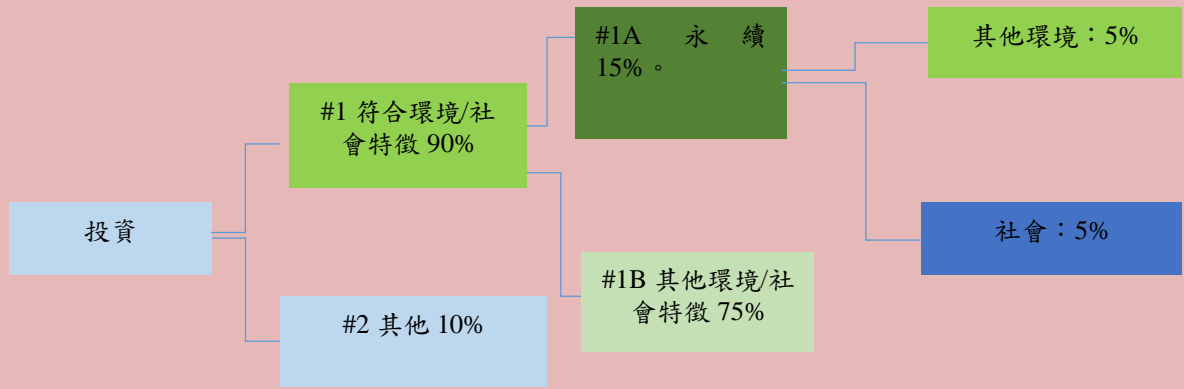 投資
#1 符合環境/社
會特徵 90%
#2 其他 10%
#1A 永續
15%。
#1B 其他環境/社
會特徵 75%
其他環境：5%
社會：5%